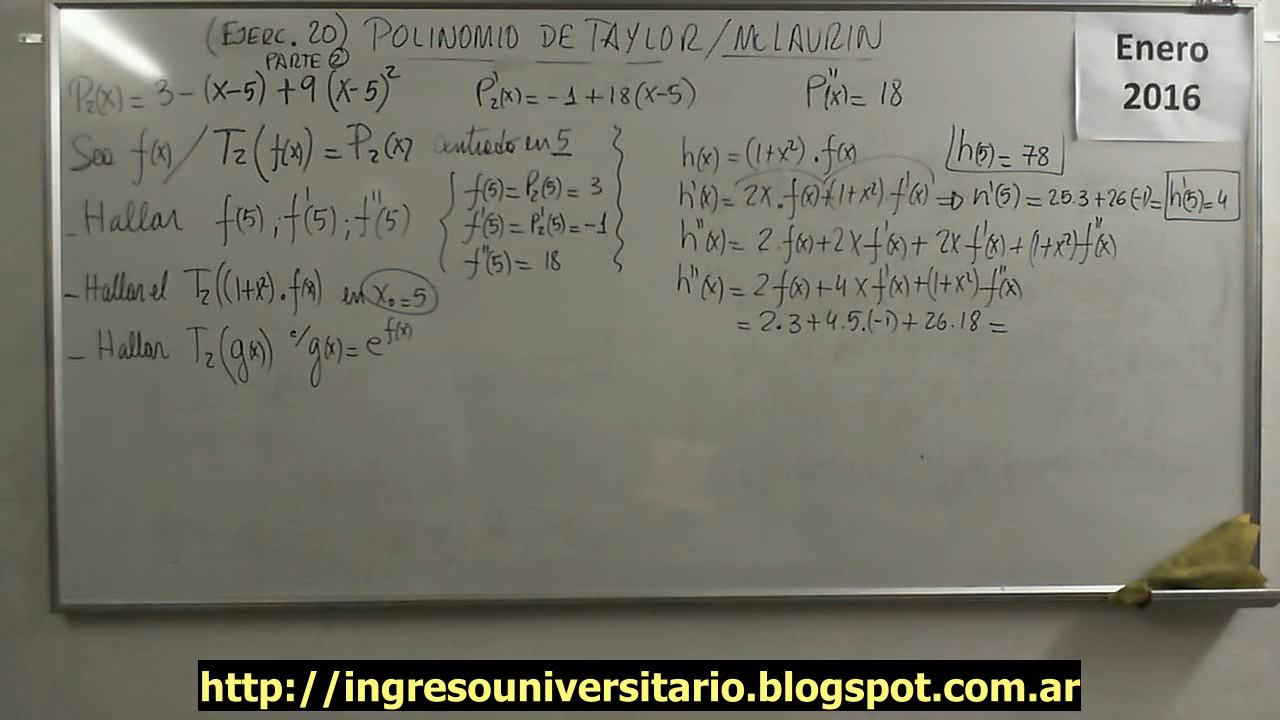 (EJERC. 20) POLINOMIO DE TAYLOR/MCLAURIN
PARTE ②
Enero
2016
P₂(x) = 3 - (x-5) + 9 (x-5)²
P₂'(x) = -1 + 18(x-5)
P''(x) = 18
Sea f(x) / T₂(f(x)) = P₂(x) centrado en 5
- Hallar f(5) ; f'(5) ; f''(5)
f(5) = P₂(5) = 3
f'(5) = P₂'(5) = -1
f''(5) = 18
- Hallar el T₂((1+x²).f(x) en x₀=5
- Hallar T₂(g(x)) c/ g(x) = e^f(x)
h(x) = (1+x²) . f(x)
h(5) = 78
h'(x) = 2x . f(x) + (1+x²) . f'(x) ⇒ h'(5) = 2 5.3 + 26 (-1) = h'(5) = 4
h''(x) = 2.f(x) + 2x f'(x) + 2x f'(x) + (1+x²) f''(x)
h''(x) = 2 f(x) + 4 x f'(x) + (1+x²) f''(x)
= 2.3 + 4.5.(-1) + 26.18 =
http://ingresouniversitario.blogspot.com.ar